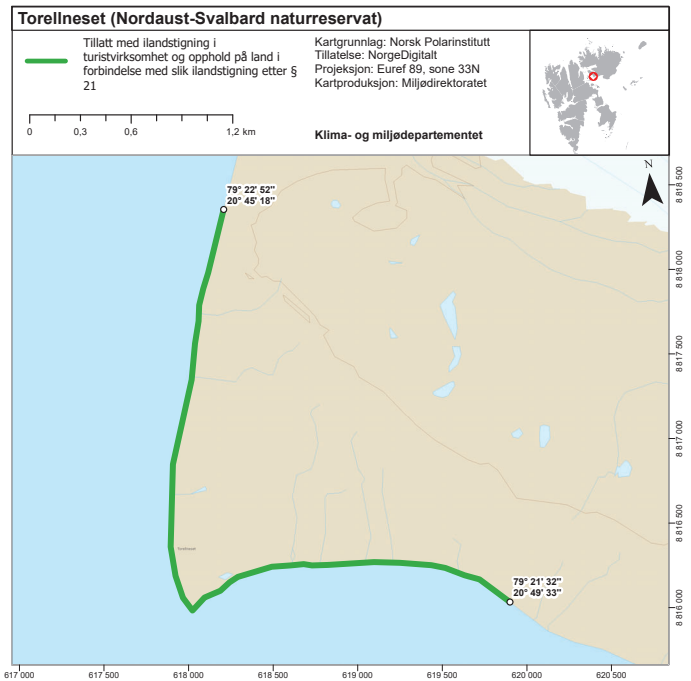 Torellneset (Nordaust-Svalbard naturreservat)
Tillatt med ilandstigning i
turistvirksomhet og opphold på land i
forbindelse med slik ilandstigning etter §
21
Kartgrunnlag: Norsk Polarinstitutt
Tillatelse: NorgeDigitalt
Projeksjon: Euref 89, sone 33N
Kartproduksjon: Miljødirektoratet
0 0,3 0,6 1,2 km
Klima- og miljødepartementet
N
79° 22' 52"
20° 45' 18"
8 818 500
8 818 000
8 817 500
8 817 000
8 816 500
8 816 000
Torellneset
79° 21' 32"
20° 49' 33"
617 000 617 500 618 000 618 500 619 000 619 500 620 000 620 500